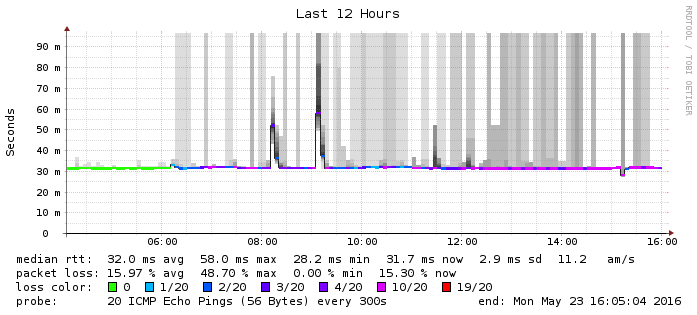 Last 12 Hours
RRDTOOL / TOBI OETIKER
Seconds
90 m
80 m
70 m
60 m
50 m
40 m
30 m
20 m
10 m
0
06:00 08:00 10:00 12:00 14:00 16:00
median rtt: 32.0 ms avg 58.0 ms max 28.2 ms min 31.7 ms now 2.9 ms sd 11.2 am/s
packet loss: 15.97 % avg 48.70 % max 0.00 % min 15.30 % now
loss color: 0 1/20 2/20 3/20 4/20 10/20 19/20
probe: 20 ICMP Echo Pings (56 Bytes) every 300s end: Mon May 23 16:05:04 2016